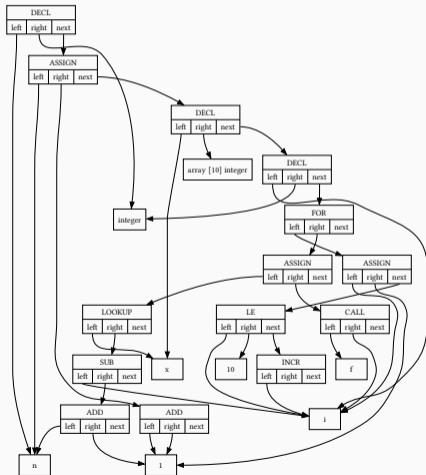 DECL
left right next
ASSIGN
left right next
DECL
left right next
array [10] integer
DECL
left right next
integer
FOR
left right next
ASSIGN
left right next
ASSIGN
left right next
LOOKUP
left right next
LE
left right next
CALL
left right next
SUB
left right next
x
10
INCR
left right next
f
ADD
left right next
ADD
left right next
i
n
1